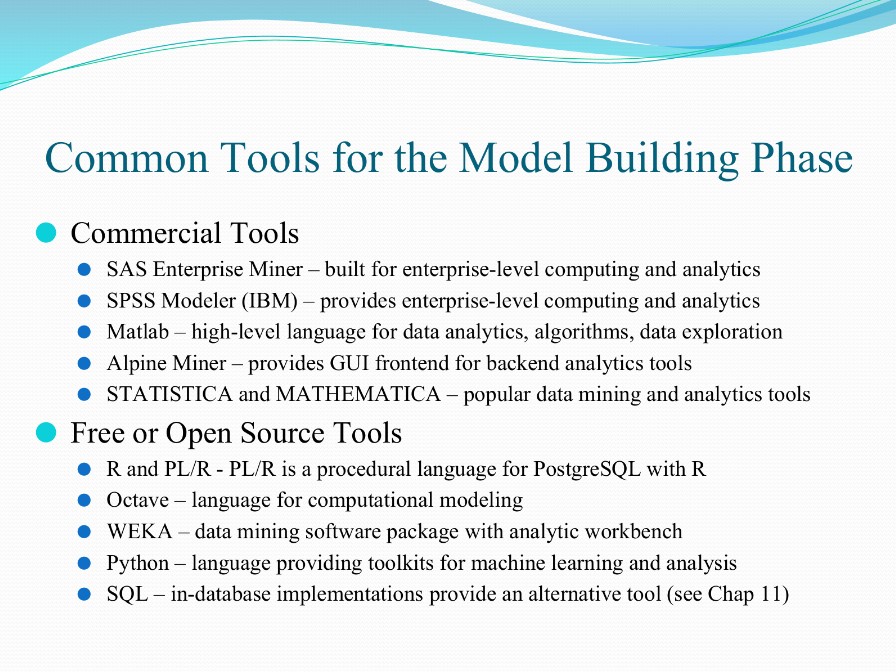 Common Tools for the Model Building Phase
Commercial Tools
SAS Enterprise Miner – built for enterprise-level computing and analytics
SPSS Modeler (IBM) – provides enterprise-level computing and analytics
Matlab – high-level language for data analytics, algorithms, data exploration
Alpine Miner – provides GUI frontend for backend analytics tools
STATISTICA and MATHEMATICA – popular data mining and analytics tools
Free or Open Source Tools
R and PL/R - PL/R is a procedural language for PostgreSQL with R
Octave – language for computational modeling
WEKA – data mining software package with analytic workbench
Python – language providing toolkits for machine learning and analysis
SQL – in-database implementations provide an alternative tool (see Chap 11)